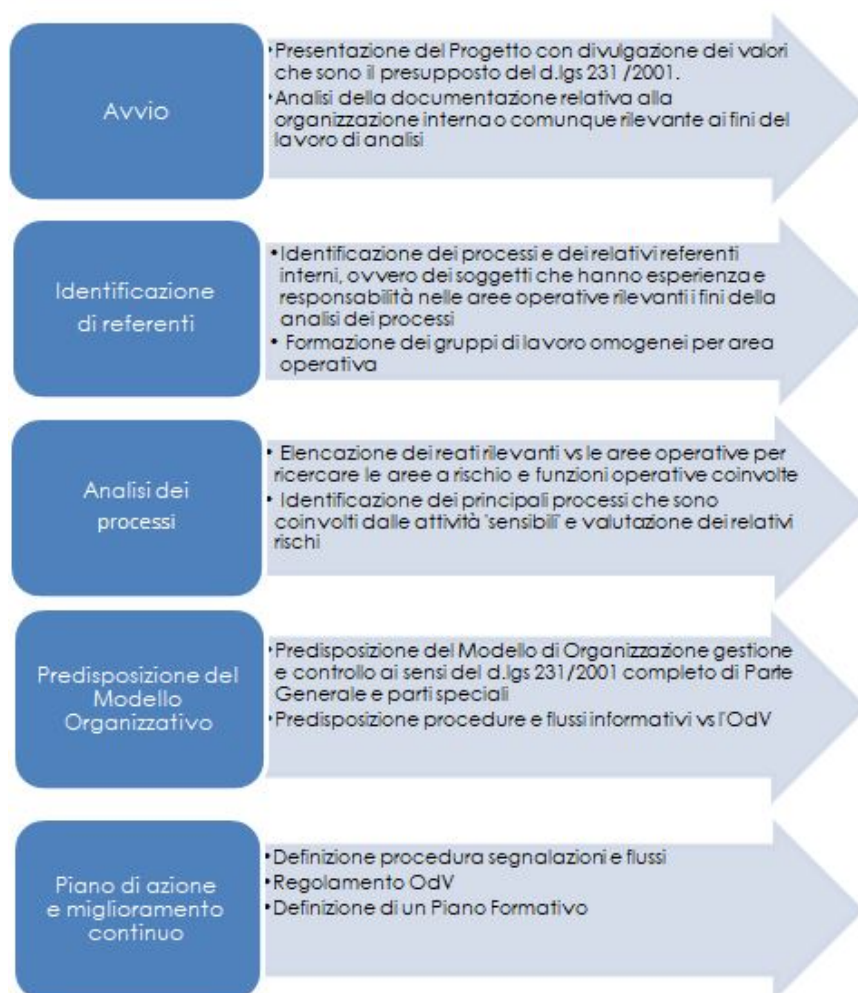 Avvio
•Presentazione del Progetto con divulgazione dei valori
che sono il presupposto del d.lgs 231 /2001.
•Analisi della documentazione relativa alla
organizzazione interna o comunque rilevante ai fini del
lavoro di analisi
Identificazione
di referenti
•Identificazione dei processi e dei relativi referenti
interni, ovvero dei soggetti che hanno esperienza e
responsabilità nelle aree operative rilevanti i fini della
analisi dei processi
• Formazione dei gruppi di lavoro omogenei per area
operativa
Analisi dei
processi
• Elencazione dei reati rilevanti vs le aree operative per
ricercare le aree a rischio e funzioni operative coinvolte
• Identificazione dei principali processi che sono
coinvolti dalle attività 'sensibili' e valutazione dei relativi
rischi
Predisposizione del
Modello
Organizzativo
•Predisposizione del Modello di Organizzazione gestione
e controllo ai sensi del d.lgs 231/2001 completo di Parte
Generale e parti speciali
•Predisposizione procedure e flussi informativi vs l'OdV
Piano di azione
e miglioramento
continuo
•Definizione procedura segnalazioni e flussi
•Regolamento OdV
•Definizione di un Piano Formativo